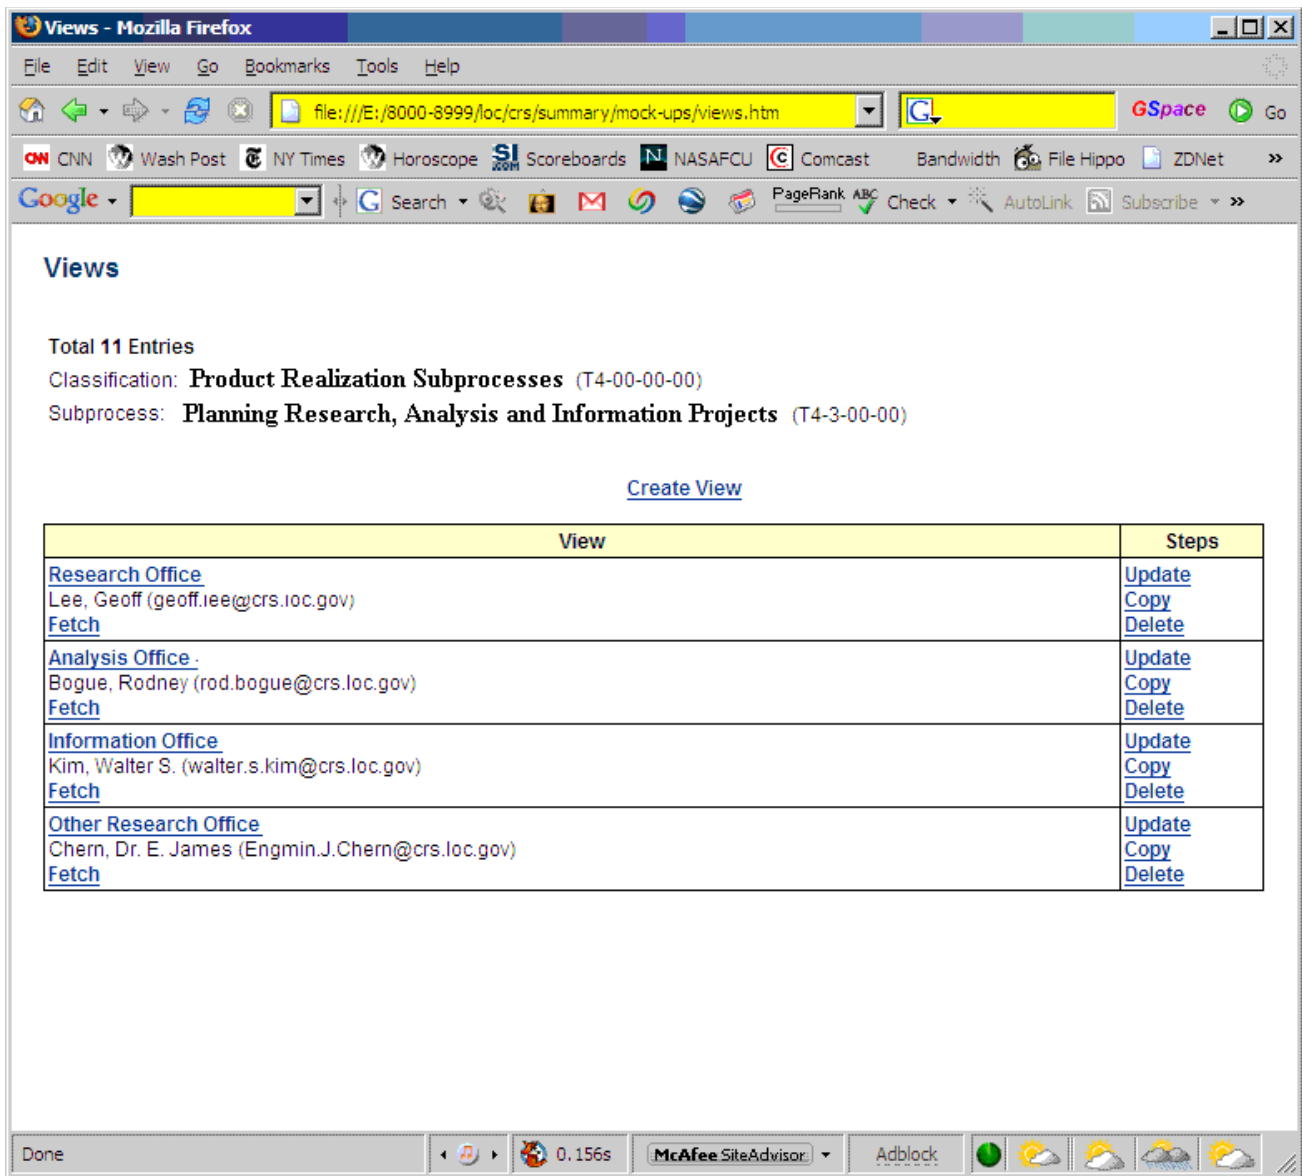 Views - Mozilla Firefox
File Edit View Go Bookmarks Tools Help
file:///E:/8000-8999/loc/crs/summary/mock-ups/views.htm G GSpace Go
CNN CNN Wash Post NY Times Horoscope SI.COM Scoreboards N NASAFCU C Comcast Bandwidth File Hippo ZDNet »
Google G Search PageRank ABC Check AutoLink Subscribe »
Views
Total 11 Entries
Classification: Product Realization Subprocesses (T4-00-00-00)
Subprocess: Planning Research, Analysis and Information Projects (T4-3-00-00)
Create View
View Steps
Research Office Update
Lee, Geoff (geoff.lee@crs.loc.gov) Copy
Fetch Delete
Analysis Office Update
Bogue, Rodney (rod.bogue@crs.loc.gov) Copy
Fetch Delete
Information Office Update
Kim, Walter S. (walter.s.kim@crs.loc.gov) Copy
Fetch Delete
Other Research Office Update
Chern, Dr. E. James (Engmin.J.Chern@crs.loc.gov) Copy
Fetch Delete
Done 0.156s McAfee SiteAdvisor Adblock